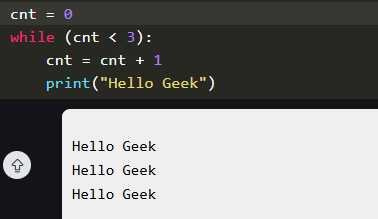 cnt = 0
while (cnt < 3):
    cnt = cnt + 1
    print("Hello Geek")
Hello Geek
Hello Geek
Hello Geek